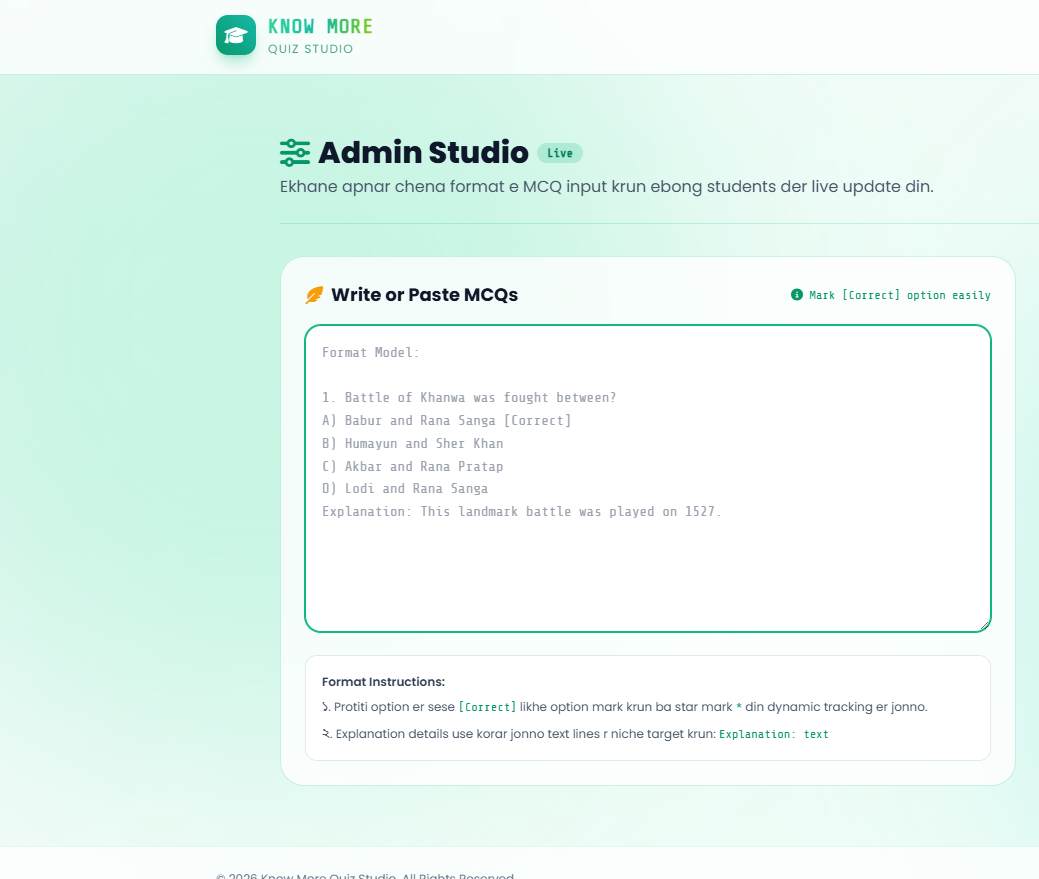 KNOW MORE
QUIZ STUDIO
Admin Studio Live
Ekhane apnar chena format e MCQ input krun ebong students der live update din.
Write or Paste MCQs
Mark [Correct] option easily
Format Model:
1. Battle of Khanwa was fought between?
A) Babur and Rana Sanga [Correct]
B) Humayun and Sher Khan
C) Akbar and Rana Pratap
D) Lodi and Rana Sanga
Explanation: This landmark battle was played on 1527.
Format Instructions:
১. Protiti option er sese [Correct] likhe option mark krun ba star mark * din dynamic tracking er jonno.
২. Explanation details use korar jonno text lines r niche target krun: Explanation: text
© 2026 Know More Quiz Studio. All Rights Reserved.